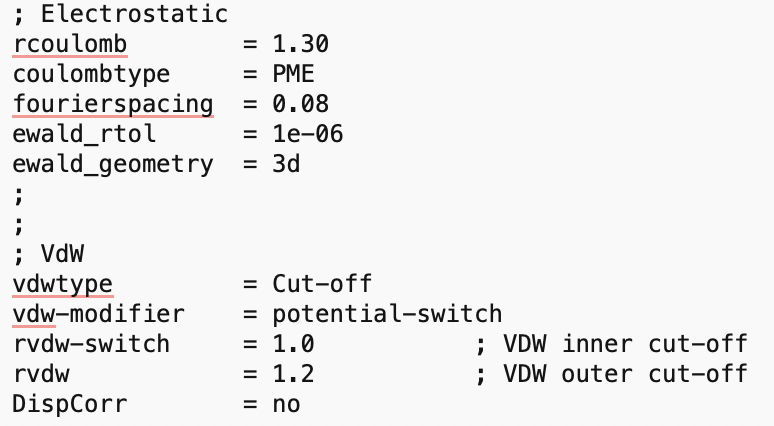 ; Electrostatic
rcoulomb        = 1.30
coulombtype     = PME
fourierspacing  = 0.08
ewald_rtol      = 1e-06
ewald_geometry  = 3d
;
;
; VdW
vdwtype         = Cut-off
vdw-modifier    = potential-switch
rvdw-switch     = 1.0           ; VDW inner cut-off
rvdw            = 1.2           ; VDW outer cut-off
DispCorr        = no